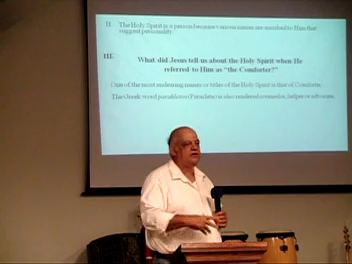 II   The Holy Spirit is a person because various names are ascribed to Him that
suggest personality.
III   What did Jesus tell us about the Holy Spirit when He
referred to Him as "the Comforter?"
One of the most endearing names or titles of the Holy Spirit is that of Comforter.
The Greek word (Paraclete) is also rendered counselor, helper or advocate.